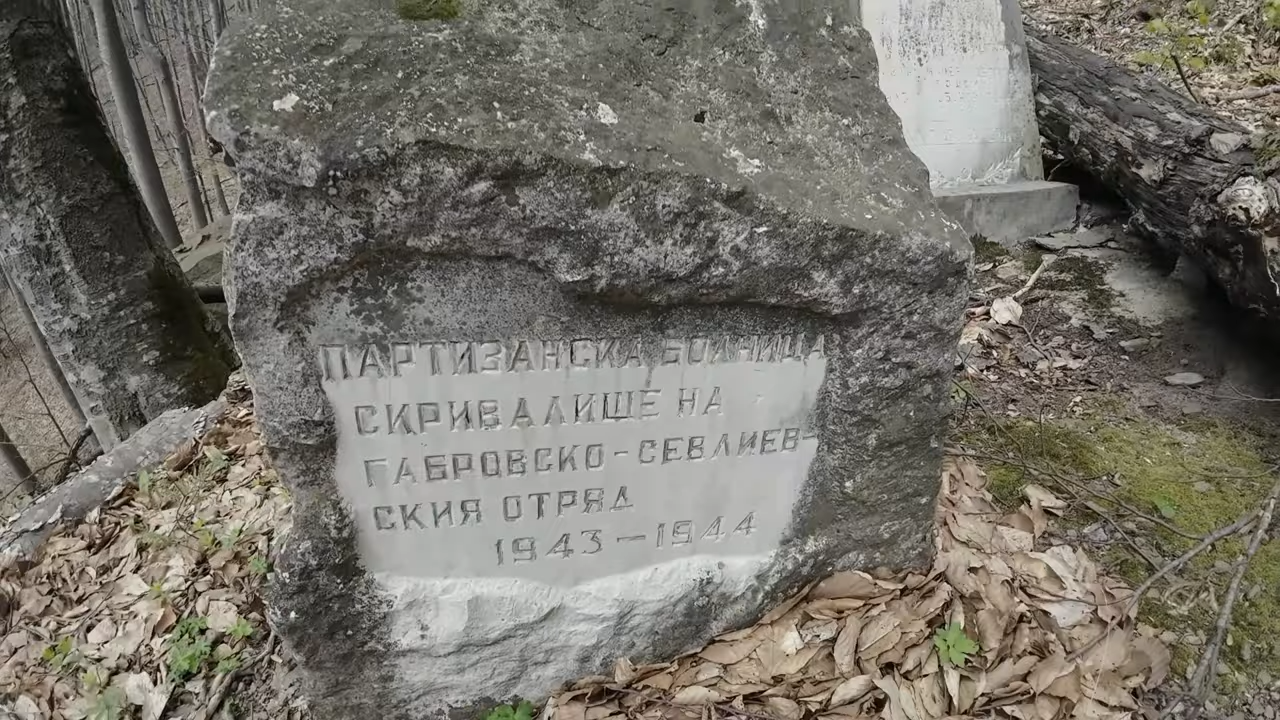 ПАРТИЗАНСКА БОЛНИЦА
СКРИВАЛИЩЕ НА
ГАБРОВСКО-СЕВЛИЕВ-
СКИЯ ОТРЯД
1943-1944